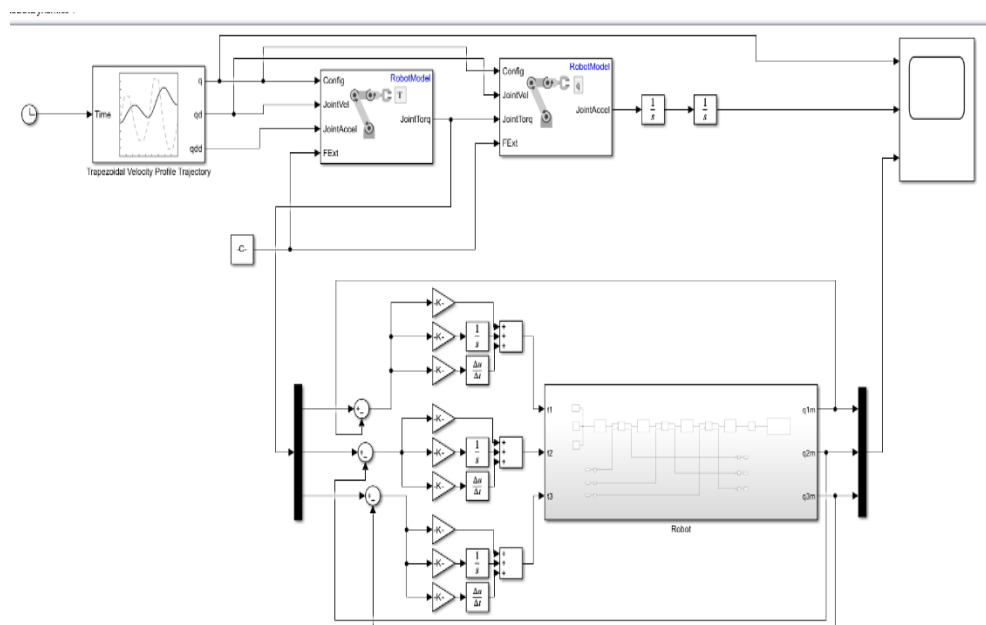 Time
q
qd
qdd
Trapezoidal Velocity Profile Trajectory
RobotModel
Config
JointVel
JointAccel
FExt
T
JointTorq
RobotModel
Config
JointVel
JointTorq
FExt
q
JointAccel
1
s
1
s
-C-
-K-
-K-
1
s
-K-
Δu
Δt
+
+
+
-K-
-K-
1
s
-K-
Δu
Δt
+
+
+
-K-
-K-
1
s
-K-
Δu
Δt
+
+
+
+
-
+
-
+
-
t1
t2
t3
q1m
q2m
q3m
Robot